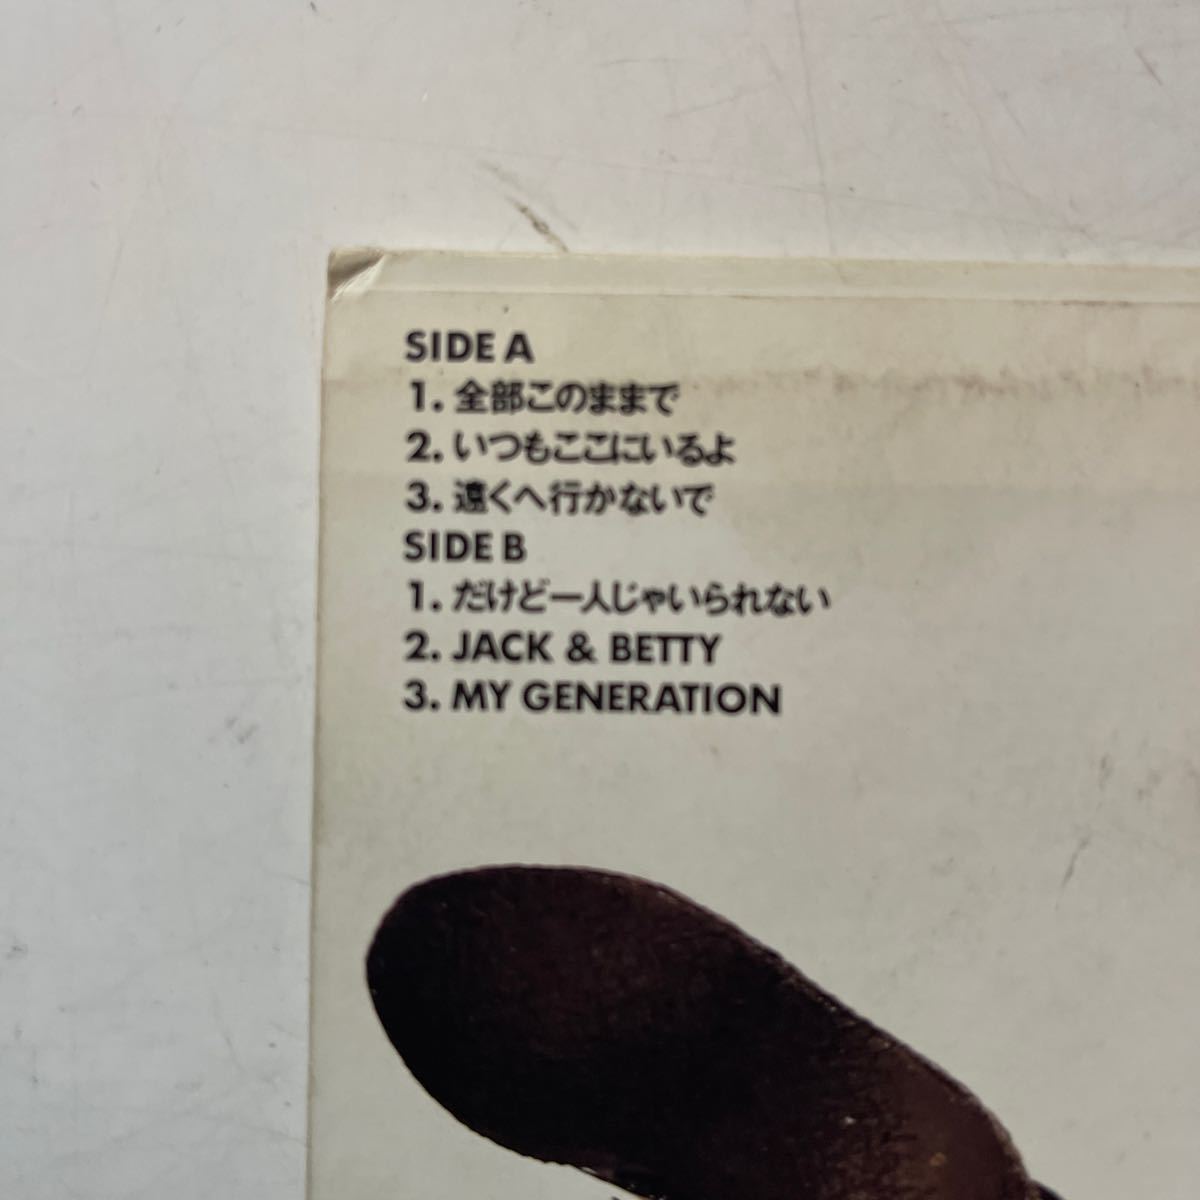 SIDE A
1. 全部このままで
2. いつもここにいるよ
3. 遠くへ行かないで
SIDE B
1. だけど一人じゃいられない
2. JACK & BETTY
3. MY GENERATION